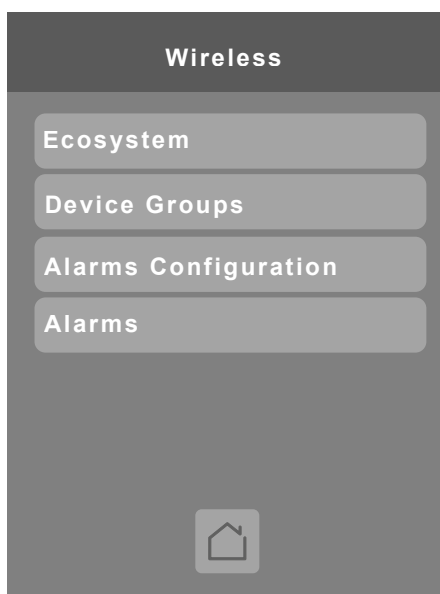 Wireless
Ecosystem
Device Groups
Alarms Configuration
Alarms